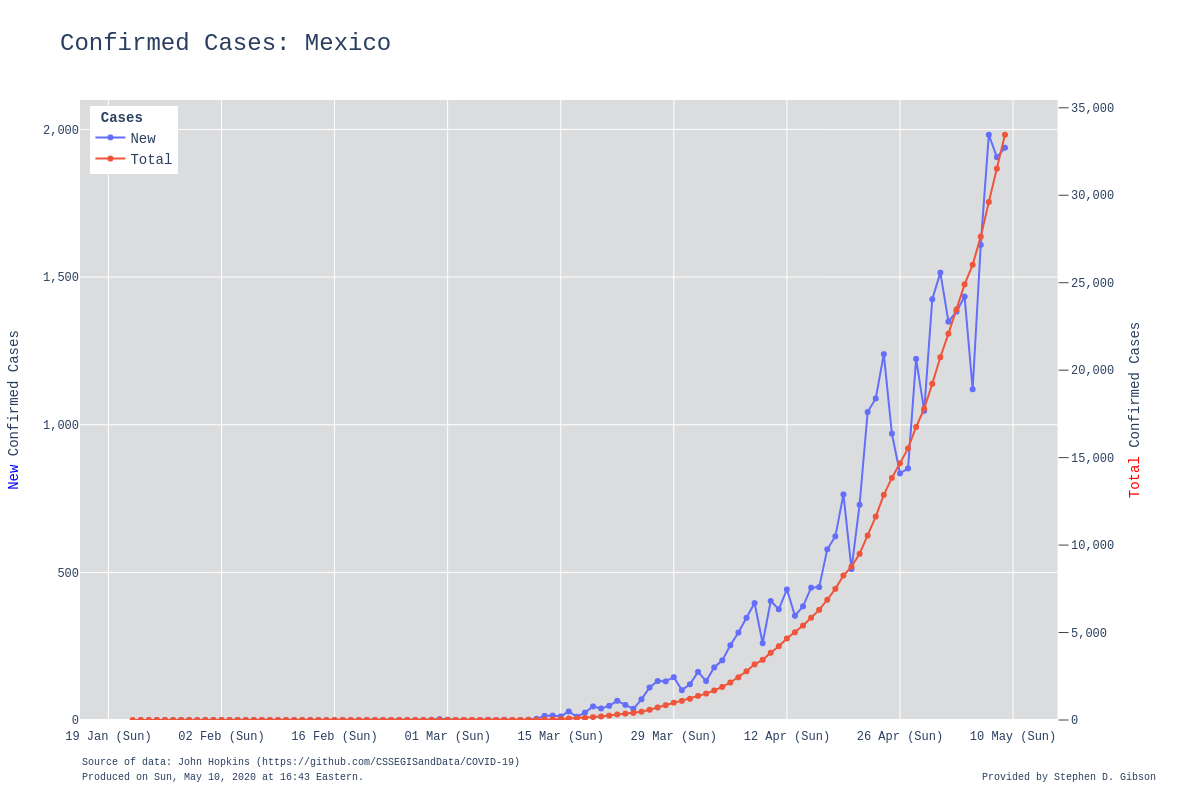 Confirmed Cases: Mexico
Cases
New
Total
2,000
1,500
1,000
500
0
35,000
30,000
25,000
20,000
15,000
10,000
5,000
0
New Confirmed Cases
Total Confirmed Cases
19 Jan (Sun) 02 Feb (Sun) 16 Feb (Sun) 01 Mar (Sun) 15 Mar (Sun) 29 Mar (Sun) 12 Apr (Sun) 26 Apr (Sun) 10 May (Sun)
Source of data: John Hopkins (https://github.com/CSSEGISandData/COVID-19)
Produced on Sun, May 10, 2020 at 16:43 Eastern.
Provided by Stephen D. Gibson